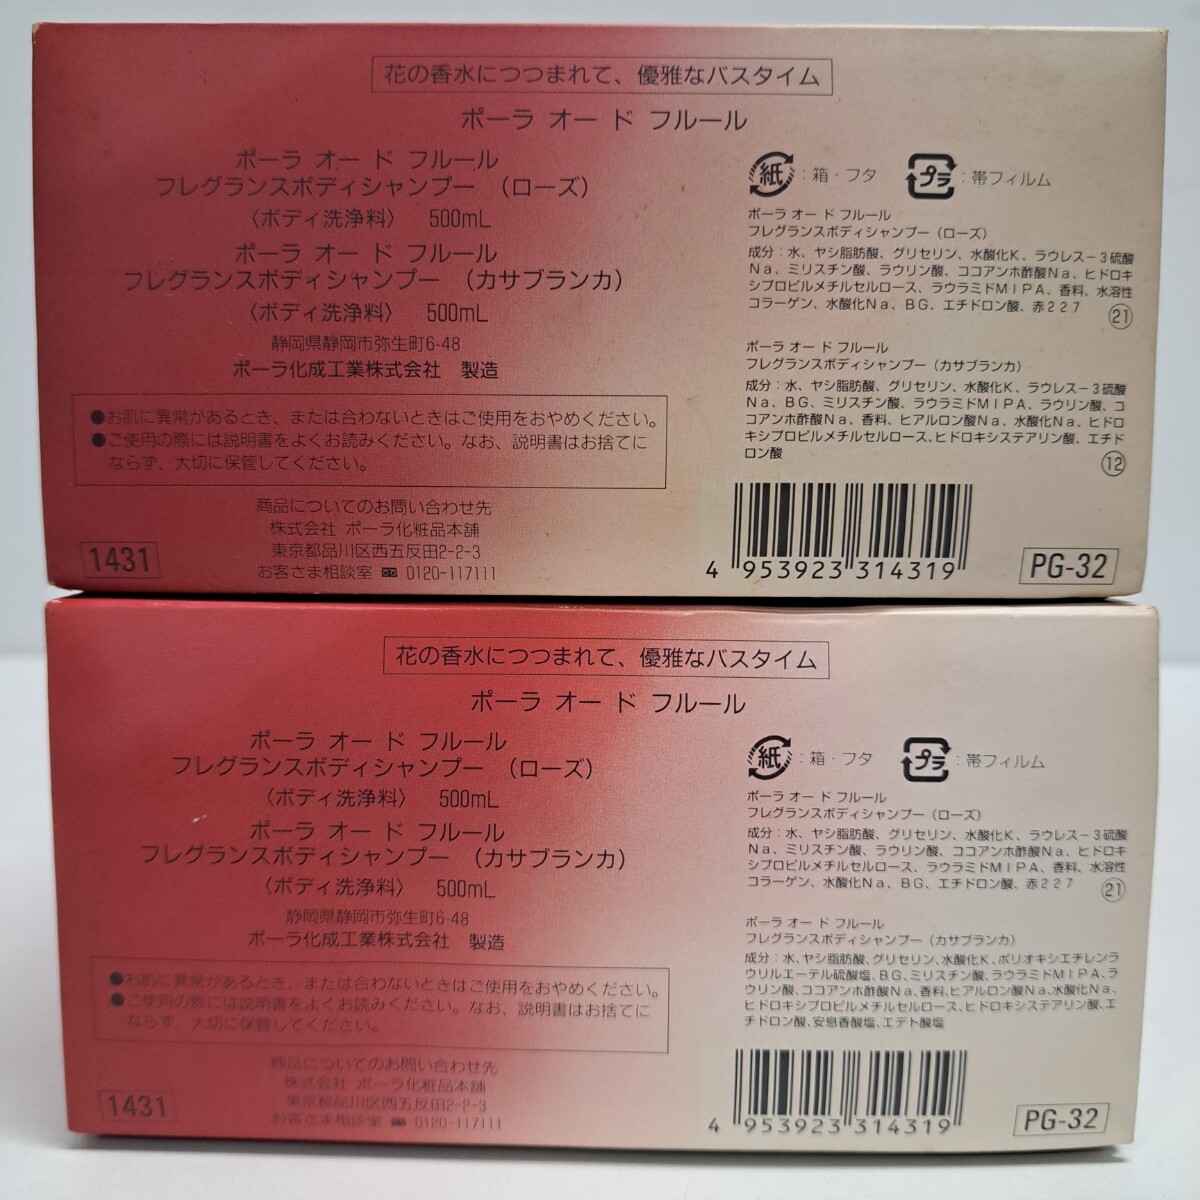 花の香水につつまれて、優雅なバスタイム
ポーラ オー ド フルール
ポーラ オー ド フルール
フレグランスボディシャンプー （ローズ）
〈ボディ洗浄料〉 500mL
ポーラ オー ド フルール
フレグランスボディシャンプー （カサブランカ）
〈ボディ洗浄料〉 500mL
静岡県静岡市弥生町6-48
ポーラ化成工業株式会社 製造
●お肌に異常があるとき、または合わないときはご使用をおやめください。
●ご使用の際には説明書をよくお読みください。なお、説明書はお捨てに
ならず、大切に保管してください。
商品についてのお問い合わせ先
株式会社 ポーラ化粧品本舗
東京都品川区西五反田2-2-3
お客さま相談室 0120-117111
1431
紙：箱・フタ プラ：帯フィルム
ポーラ オー ド フルール
フレグランスボディシャンプー（ローズ）
成分：水、ヤシ脂肪酸、グリセリン、水酸化K、ラウレス－3硫酸
Na、ミリスチン酸、ラウリン酸、ココアンホ酢酸Na、ヒドロキ
シプロピルメチルセルロース、ラウラミドMIPA、香料、水溶性
コラーゲン、水酸化Na、BG、エチドロン酸、赤227 ㉑
ポーラ オー ド フルール
フレグランスボディシャンプー（カサブランカ）
成分：水、ヤシ脂肪酸、グリセリン、水酸化K、ラウレス－3硫酸
Na、BG、ミリスチン酸、ラウラミドMIPA、ラウリン酸、コ
コアンホ酢酸Na、香料、ヒアルロン酸Na、水酸化Na、ヒドロ
キシプロピルメチルセルロース、ヒドロキシステアリン酸、エチド
ロン酸 ⑫
4 953923 314319
PG-32
花の香水につつまれて、優雅なバスタイム
ポーラ オー ド フルール
ポーラ オー ド フルール
フレグランスボディシャンプー （ローズ）
〈ボディ洗浄料〉 500mL
ポーラ オー ド フルール
フレグランスボディシャンプー （カサブランカ）
〈ボディ洗浄料〉 500mL
静岡県静岡市弥生町6-48
ポーラ化成工業株式会社 製造
●お肌に異常があるとき、または合わないときはご使用をおやめください。
●ご使用の際には説明書をよくお読みください。なお、説明書はお捨てに
ならず、大切に保管してください。
商品についてのお問い合わせ先
株式会社 ポーラ化粧品本舗
東京都品川区西五反田2-2-3
お客さま相談室 0120-117111
1431
紙：箱・フタ プラ：帯フィルム
ポーラ オー ド フルール
フレグランスボディシャンプー（ローズ）
成分：水、ヤシ脂肪酸、グリセリン、水酸化K、ラウレス－3硫酸
Na、ミリスチン酸、ラウリン酸、ココアンホ酢酸Na、ヒドロキ
シプロピルメチルセルロース、ラウラミドMIPA、香料、水溶性
コラーゲン、水酸化Na、BG、エチドロン酸、赤227 ㉑
ポーラ オー ド フルール
フレグランスボディシャンプー（カサブランカ）
成分：水、ヤシ脂肪酸、グリセリン、水酸化K、ポリオキシエチレンラ
ウリルエーテル硫酸塩、BG、ミリスチン酸、ラウラミドMIPA、ラ
ウリン酸、ココアンホ酢酸Na、香料、ヒアルロン酸Na、水酸化Na、
ヒドロキシプロピルメチルセルロース、ヒドロキシステアリン酸、エ
チドロン酸、安息香酸塩、エデト酸塩
4 953923 314319
PG-32